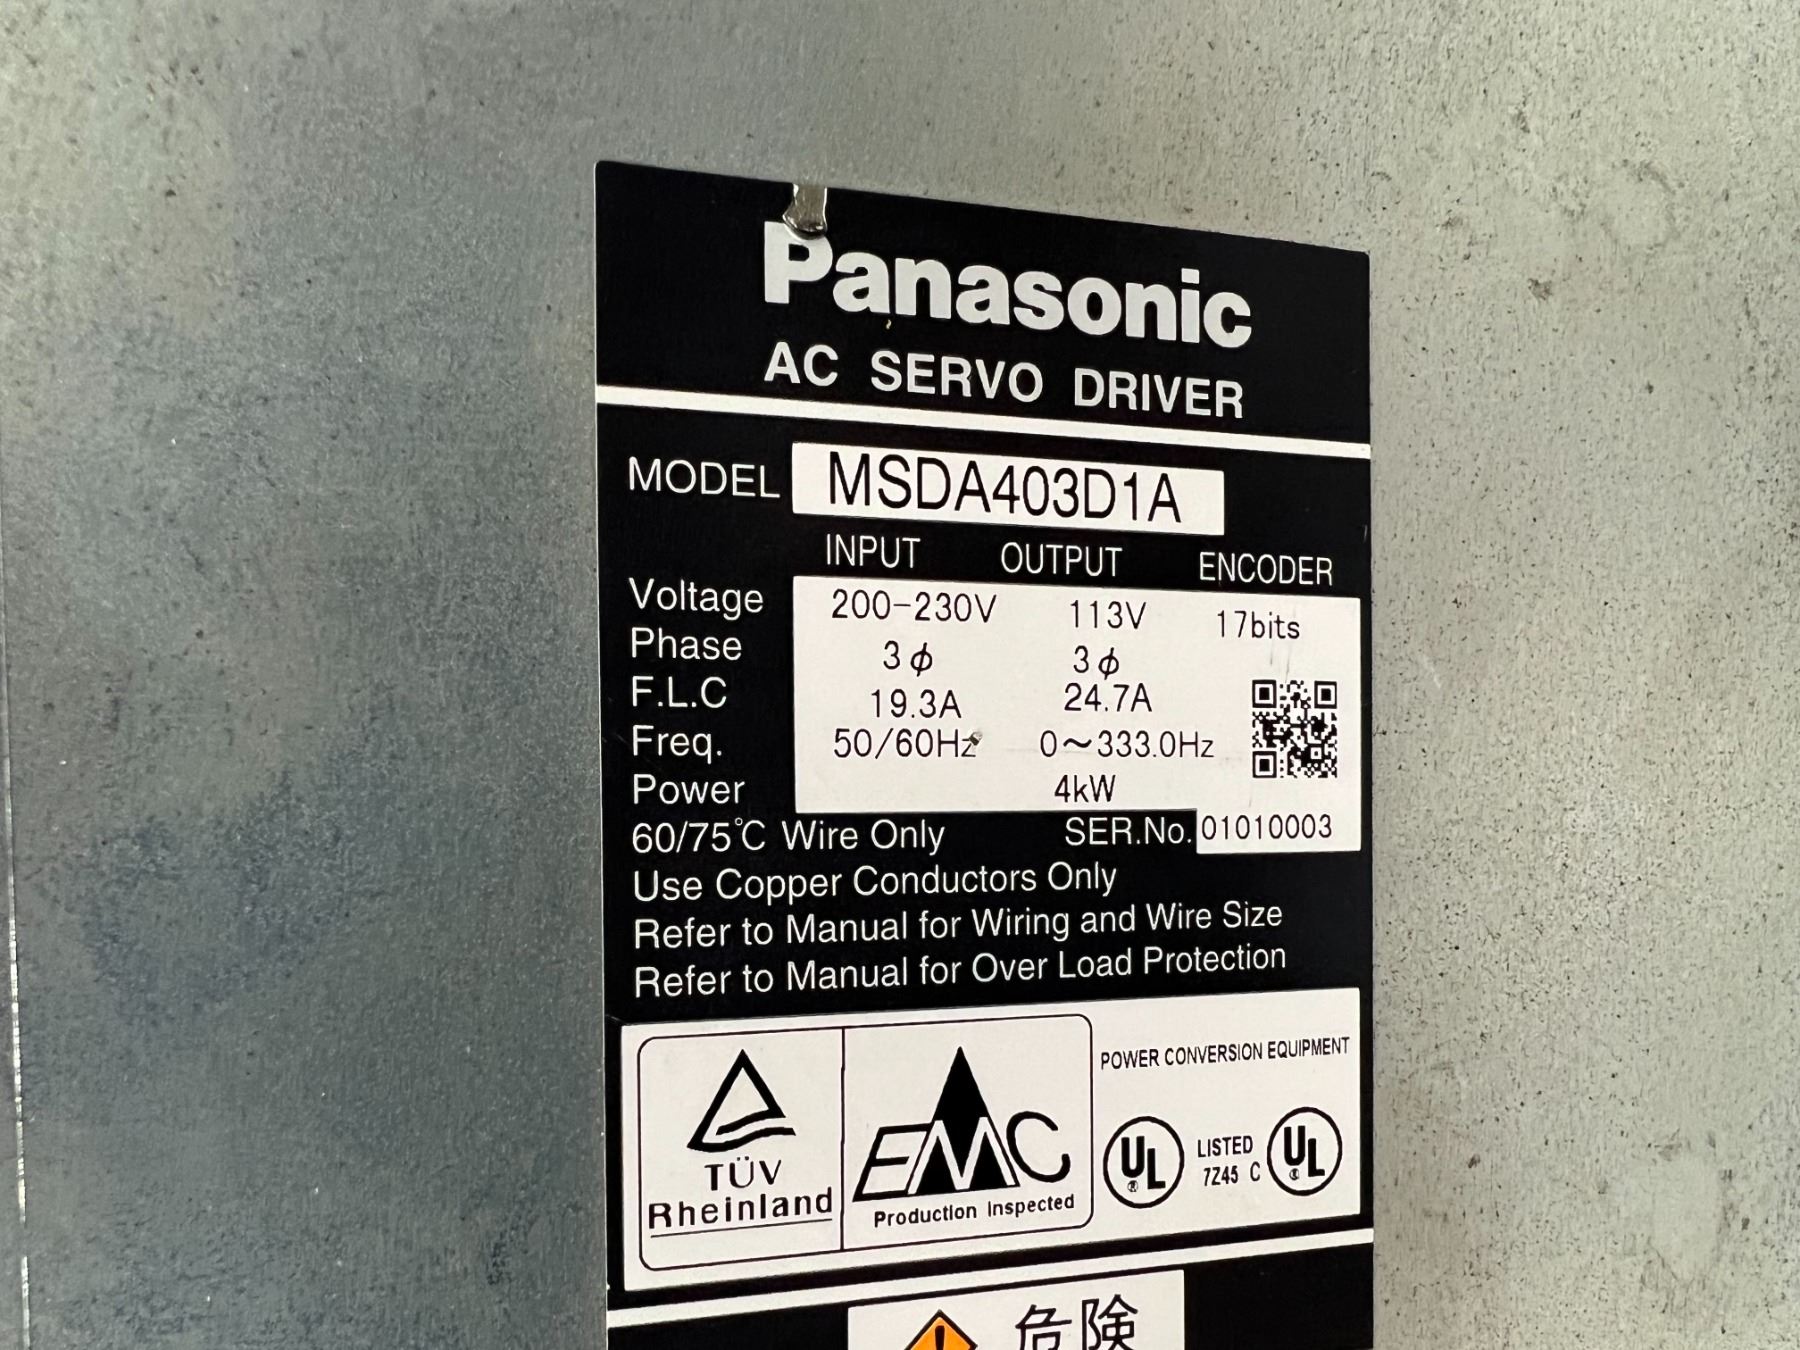 Panasonic
AC SERVO DRIVER
MODEL MSDA403D1A
INPUT OUTPUT ENCODER
Voltage 200-230V 113V 17bits
Phase 3φ 3φ
F.L.C 19.3A 24.7A
Freq. 50/60Hz 0～333.0Hz
Power 4kW
60/75℃ Wire Only SER.No. 01010003
Use Copper Conductors Only
Refer to Manual for Wiring and Wire Size
Refer to Manual for Over Load Protection
TÜV
Rheinland
EMC
Production Inspected
POWER CONVERSION EQUIPMENT
UL® LISTED UL®
7Z45 C
危険